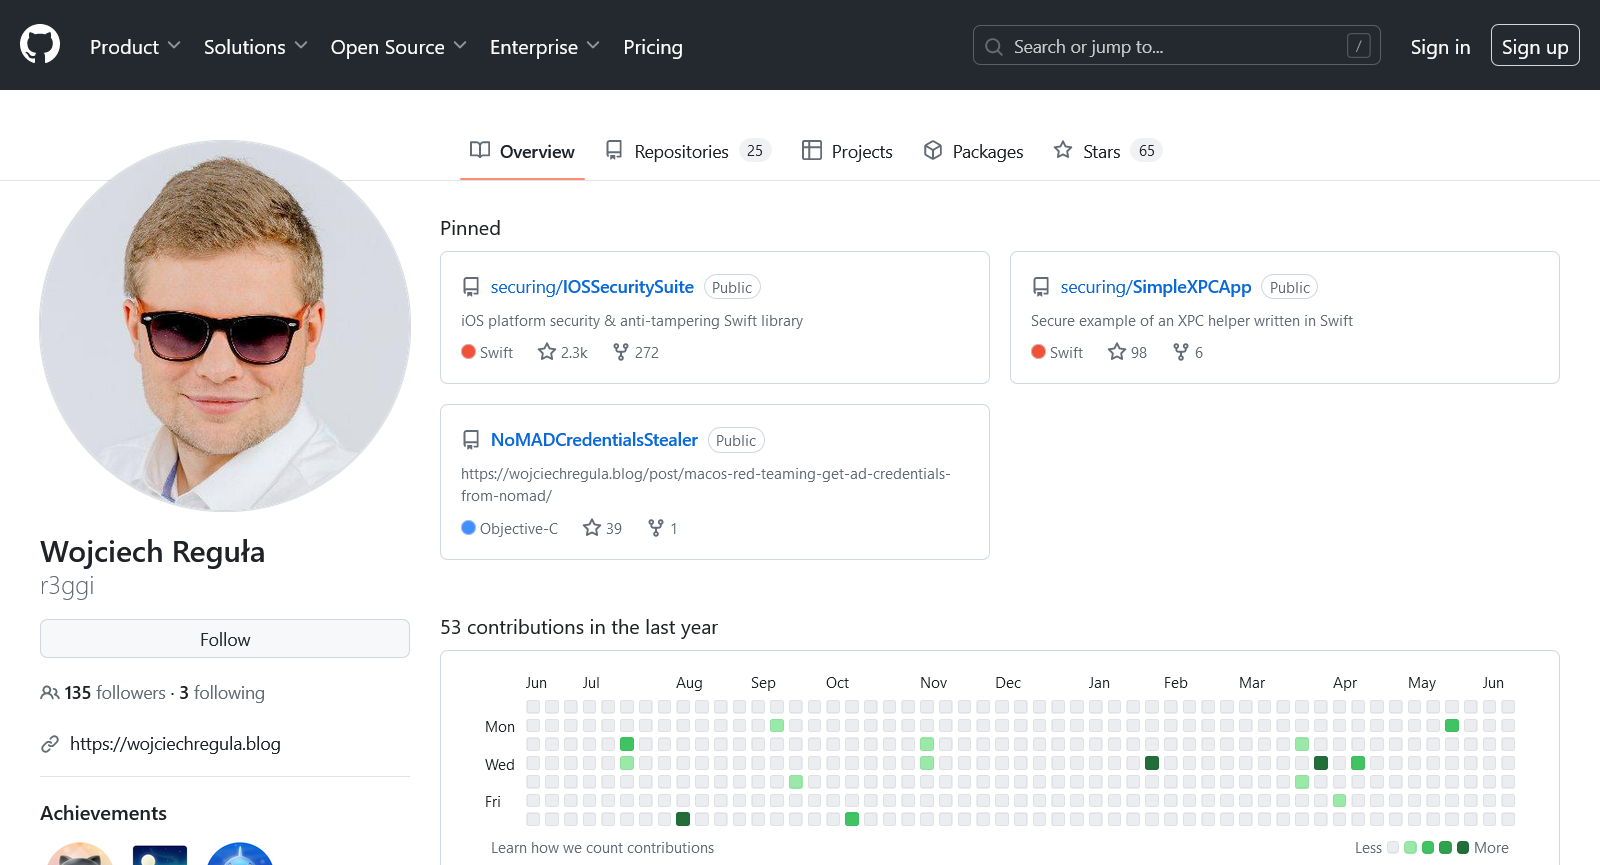 Product Solutions Open Source Enterprise Pricing Search or jump to... / Sign in Sign up
Overview Repositories 25 Projects Packages Stars 65
Pinned
securing/IOSSecuritySuite Public
iOS platform security & anti-tampering Swift library
Swift 2.3k 272
securing/SimpleXPCApp Public
Secure example of an XPC helper written in Swift
Swift 98 6
NoMADCredentialsStealer Public
https://wojciechregula.blog/post/macos-red-teaming-get-ad-credentials-
from-nomad/
Objective-C 39 1
Wojciech Reguła
r3ggi
Follow
135 followers · 3 following
https://wojciechregula.blog
Achievements
53 contributions in the last year
Jun Jul Aug Sep Oct Nov Dec Jan Feb Mar Apr May Jun
Mon
Wed
Fri
Learn how we count contributions Less More